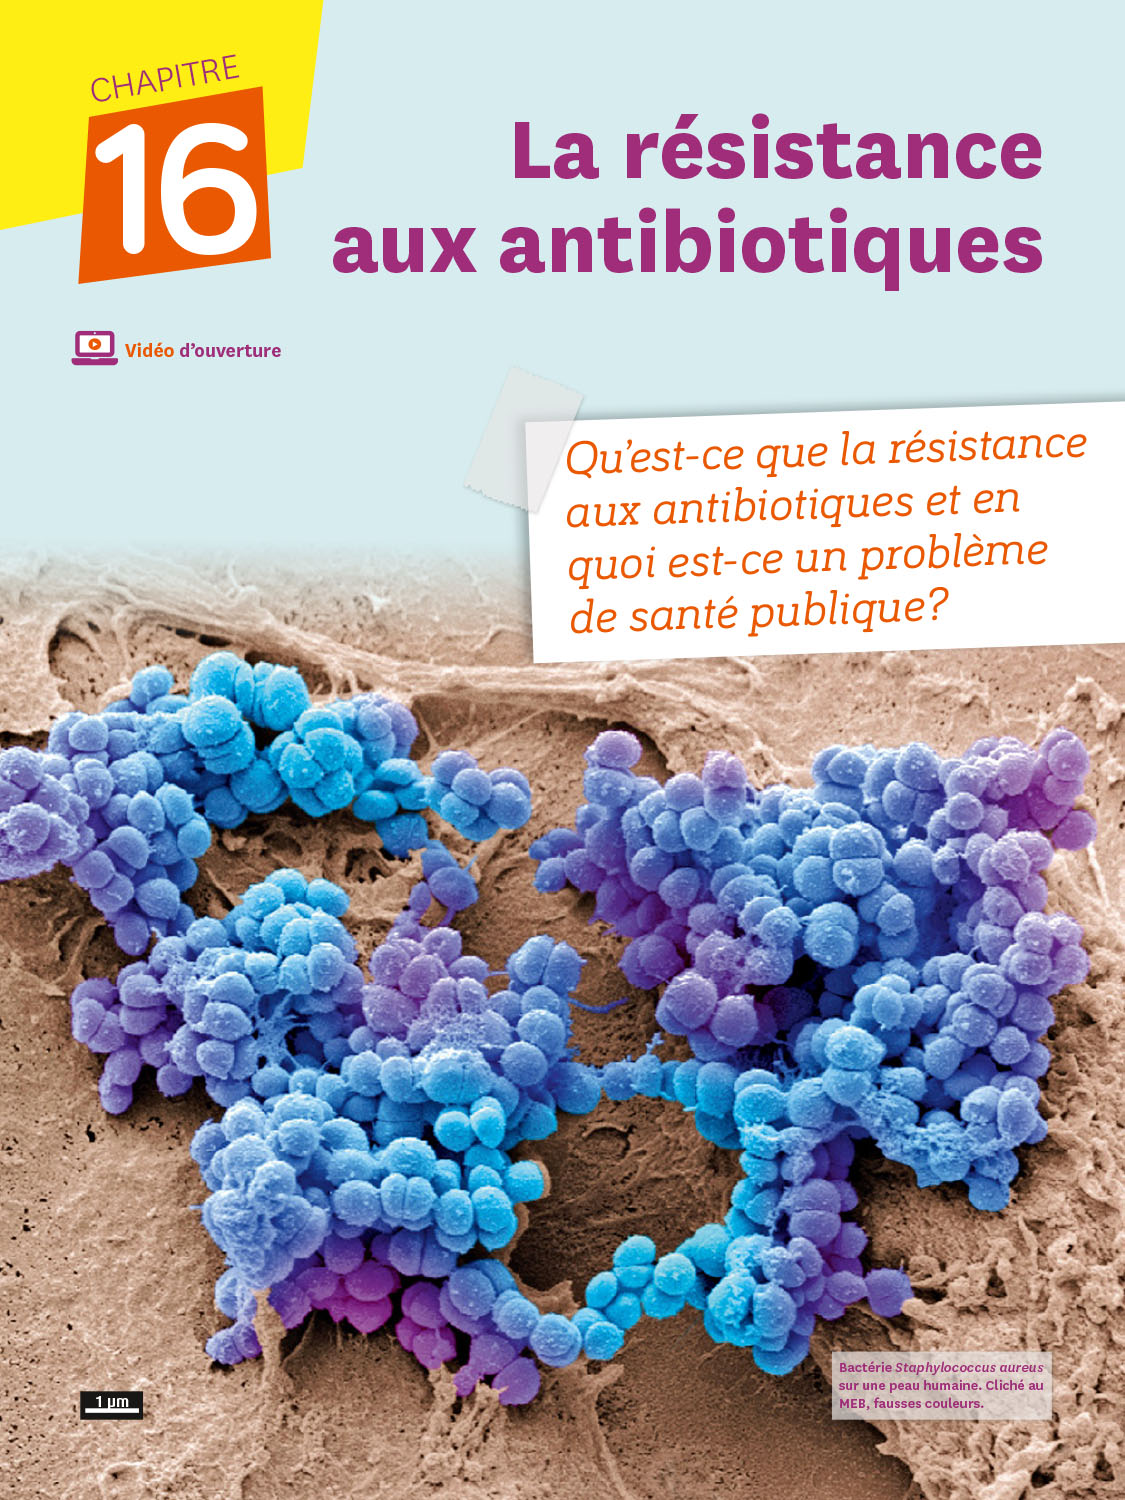 CHAPITRE
16
La résistance
aux antibiotiques
Vidéo d’ouverture
Qu’est-ce que la résistance
aux antibiotiques et en
quoi est-ce un problème
de santé publique?
1 µm
Bactérie Staphylococcus aureus
sur une peau humaine. Cliché au
MEB, fausses couleurs.